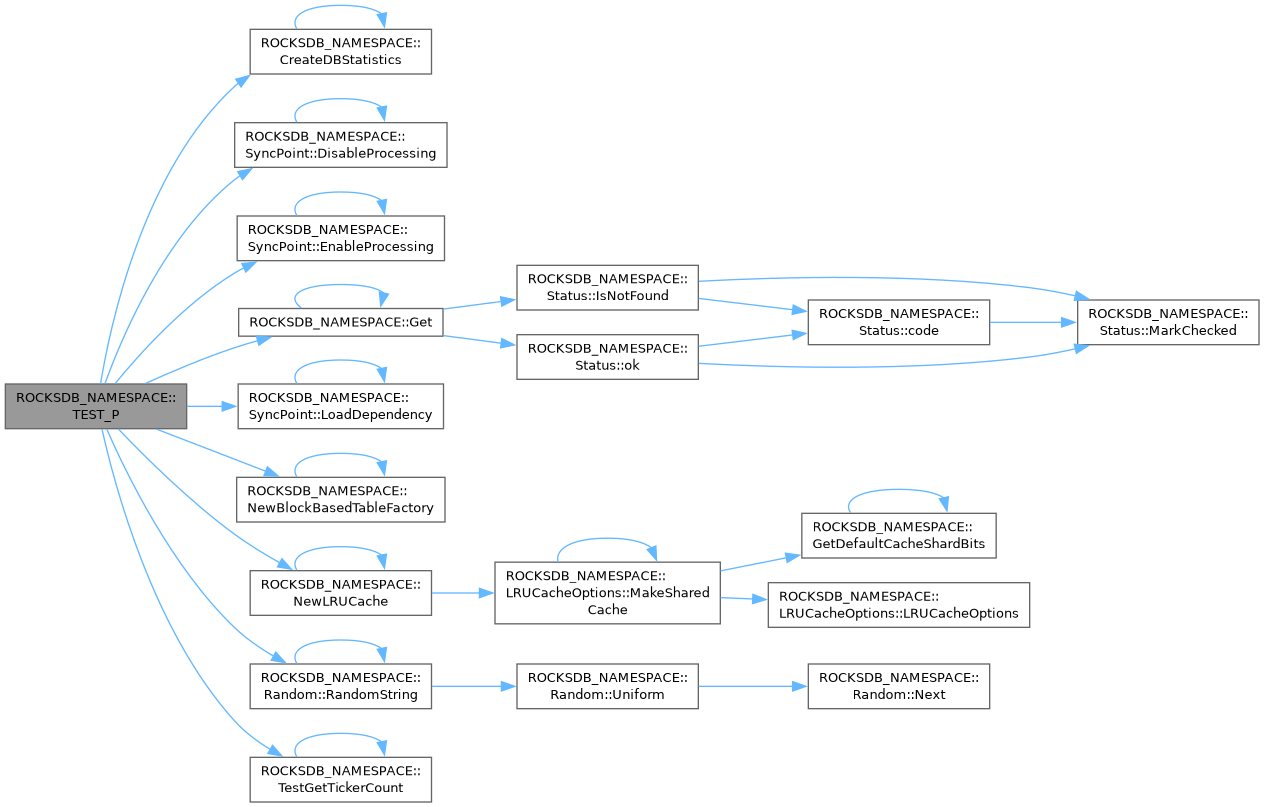 ROCKSDB_NAMESPACE::
CreateDBStatistics
ROCKSDB_NAMESPACE::
SyncPoint::DisableProcessing
ROCKSDB_NAMESPACE::
SyncPoint::EnableProcessing
ROCKSDB_NAMESPACE::Get
ROCKSDB_NAMESPACE::
Status::IsNotFound
ROCKSDB_NAMESPACE::
Status::ok
ROCKSDB_NAMESPACE::
Status::code
ROCKSDB_NAMESPACE::
Status::MarkChecked
ROCKSDB_NAMESPACE::
TEST_P
ROCKSDB_NAMESPACE::
SyncPoint::LoadDependency
ROCKSDB_NAMESPACE::
NewBlockBasedTableFactory
ROCKSDB_NAMESPACE::
NewLRUCache
ROCKSDB_NAMESPACE::
LRUCacheOptions::MakeShared
Cache
ROCKSDB_NAMESPACE::
GetDefaultCacheShardBits
ROCKSDB_NAMESPACE::
LRUCacheOptions::LRUCacheOptions
ROCKSDB_NAMESPACE::
Random::RandomString
ROCKSDB_NAMESPACE::
Random::Uniform
ROCKSDB_NAMESPACE::
Random::Next
ROCKSDB_NAMESPACE::
TestGetTickerCount